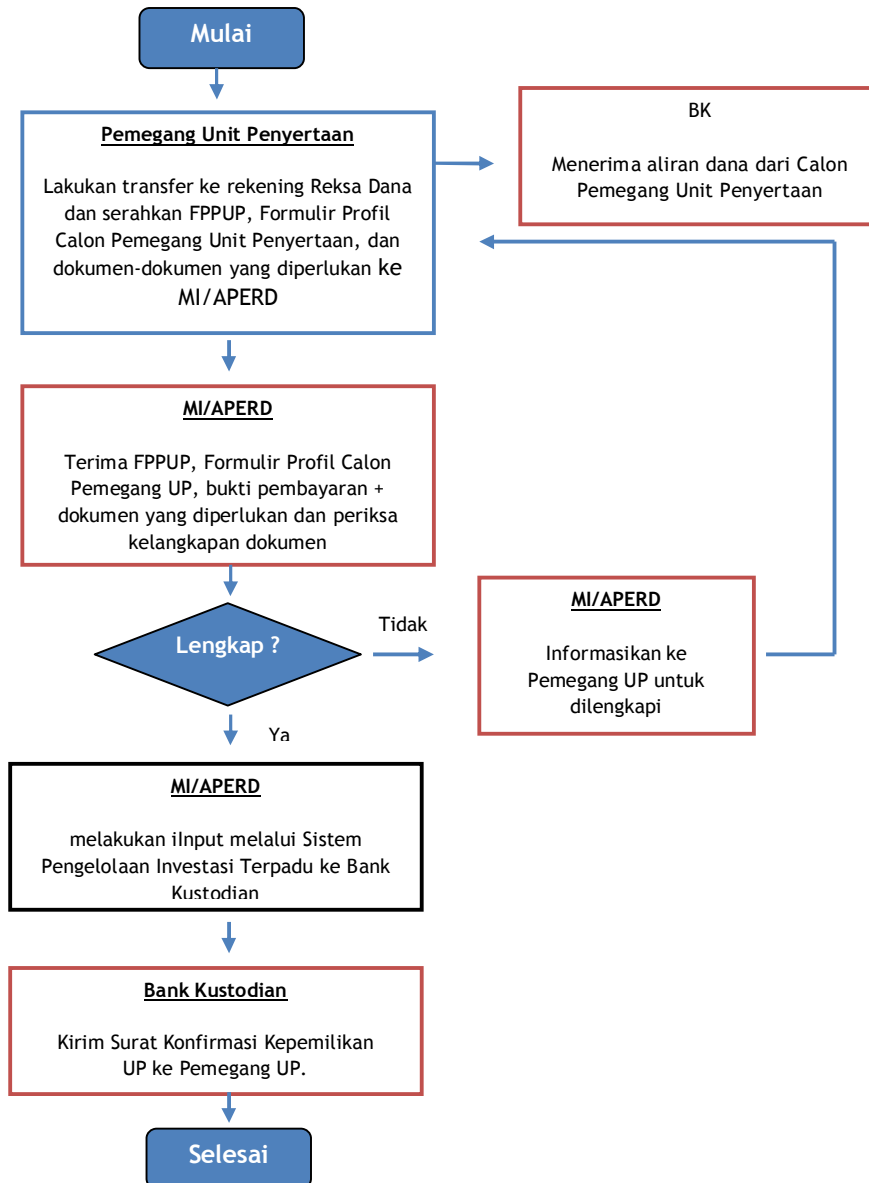 Mulai
Pemegang Unit Penyertaan
Lakukan transfer ke rekening Reksa Dana
dan serahkan FPPUP, Formulir Profil
Calon Pemegang Unit Penyertaan, dan
dokumen-dokumen yang diperlukan ke
MI/APERD
BK
Menerima aliran dana dari Calon
Pemegang Unit Penyertaan
MI/APERD
Terima FPPUP, Formulir Profil Calon
Pemegang UP, bukti pembayaran +
dokumen yang diperlukan dan periksa
kelangkapan dokumen
Lengkap ?
Tidak
MI/APERD
Informasikan ke
Pemegang UP untuk
dilengkapi
Ya
MI/APERD
melakukan iInput melalui Sistem
Pengelolaan Investasi Terpadu ke Bank
Kustodian
Bank Kustodian
Kirim Surat Konfirmasi Kepemilikan
UP ke Pemegang UP.
Selesai